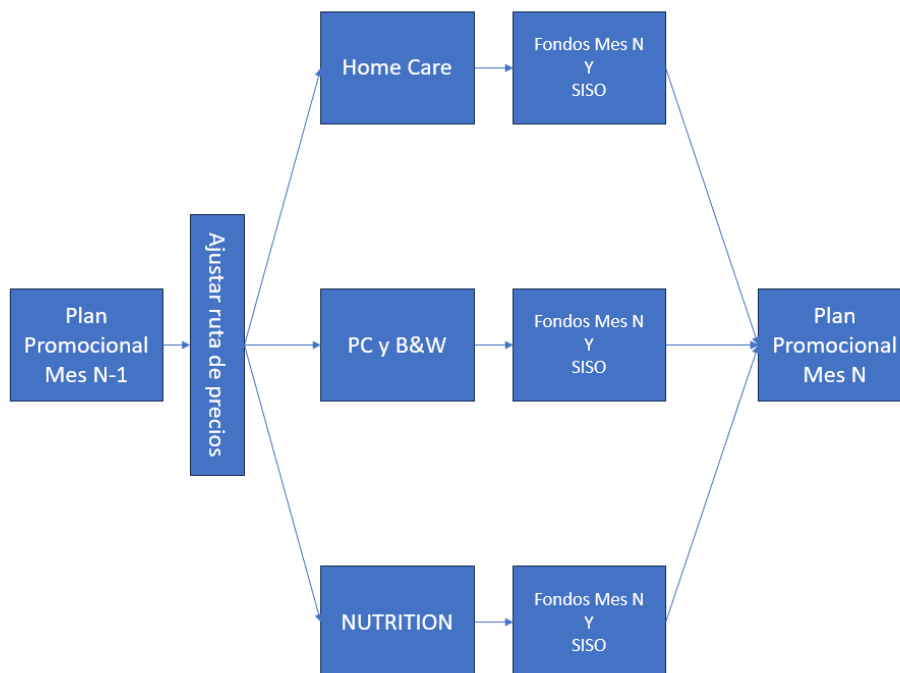 Plan
Promocional
Mes N-1
Ajustar ruta de precios
Home Care
Fondos Mes N
Y
SISO
PC y B&W
Fondos Mes N
Y
SISO
NUTRITION
Fondos Mes N
Y
SISO
Plan
Promocional
Mes N